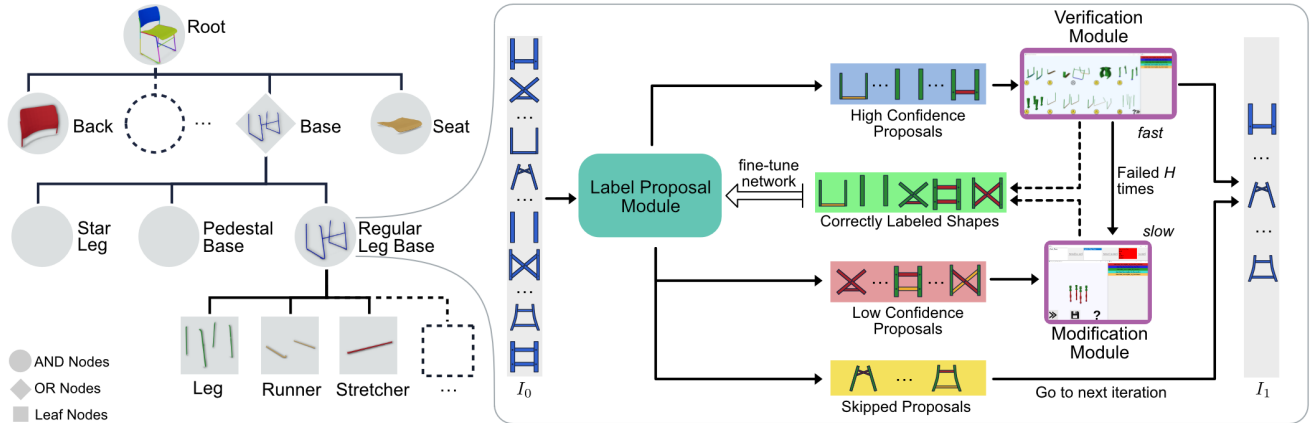 Root
Back
...
Base
Seat
Star
Leg
Pedestal
Base
Regular
Leg Base
Leg
Runner
Stretcher
...
AND Nodes
OR Nodes
Leaf Nodes
...
...
...
I0
Label Proposal
Module
fine-tune
network
...
...
High Confidence
Proposals
Verification
Module
fast
Failed H
times
slow
Correctly Labeled Shapes
...
...
Low Confidence
Proposals
?
Modification
Module
...
Skipped Proposals
Go to next iteration
...
...
I1